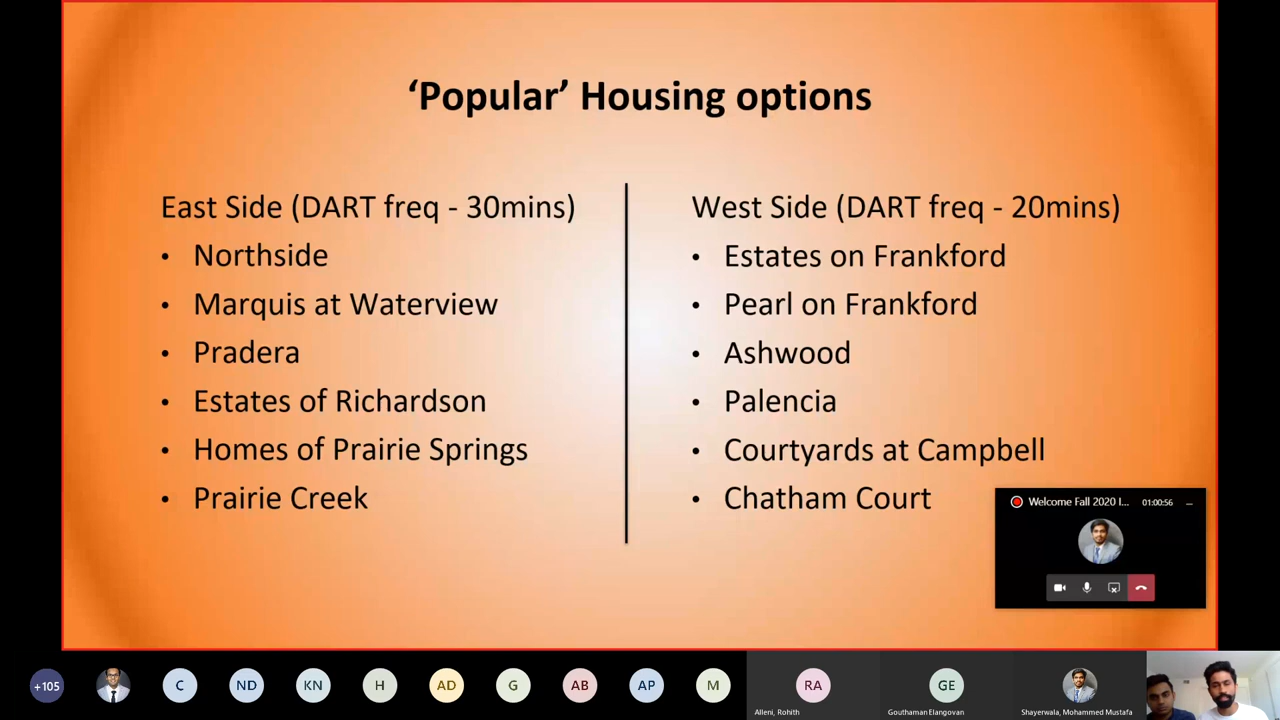 ‘Popular’ Housing options
East Side (DART freq - 30mins)
• Northside
• Marquis at Waterview
• Pradera
• Estates of Richardson
• Homes of Prairie Springs
• Prairie Creek
West Side (DART freq - 20mins)
• Estates on Frankford
• Pearl on Frankford
• Ashwood
• Palencia
• Courtyards at Campbell
• Chatham Court
Welcome Fall 2020 I... 01:00:56
+105 C ND KN H AD G AB AP M RA GE
Alleni, Rohith Gouthaman Elangovan Shayerwala, Mohammed Mustafa